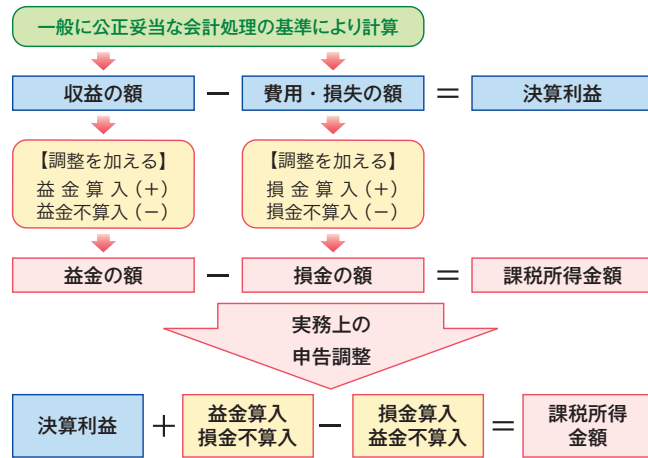 一般に公正妥当な会計処理の基準により計算
収益の額 － 費用・損失の額 ＝ 決算利益
【調整を加える】
益金算入（＋）
益金不算入（－）
【調整を加える】
損金算入（＋）
損金不算入（－）
益金の額 － 損金の額 ＝ 課税所得金額
実務上の
申告調整
決算利益 ＋ 益金算入
損金不算入 － 損金算入
益金不算入 ＝ 課税所得
金額